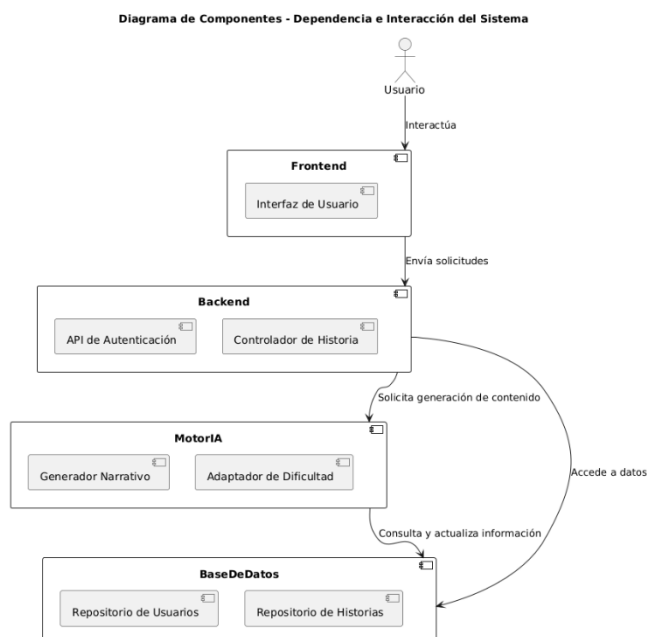 Diagrama de Componentes - Dependencia e Interacción del Sistema
Usuario
Interactúa
Frontend
Interfaz de Usuario
Envía solicitudes
Backend
API de Autenticación
Controlador de Historia
Solicita generación de contenido
MotorIA
Generador Narrativo
Adaptador de Dificultad
Accede a datos
Consulta y actualiza información
BaseDeDatos
Repositorio de Usuarios
Repositorio de Historias